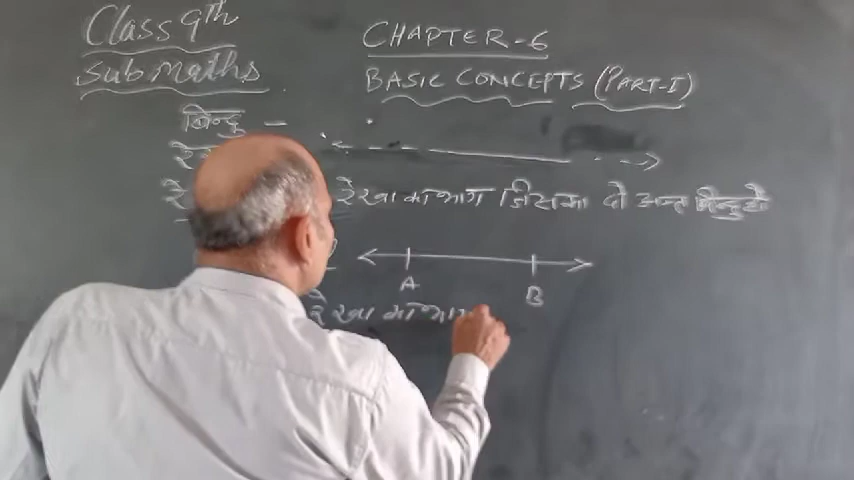 Class 9th
Sub maths
CHAPTER-6
BASIC CONCEPTS (PART-I)
बिन्दु -
रे
रे रेखा का भाग जिसका दो अन्त बिन्दु हो
A B
रेखा का भाग